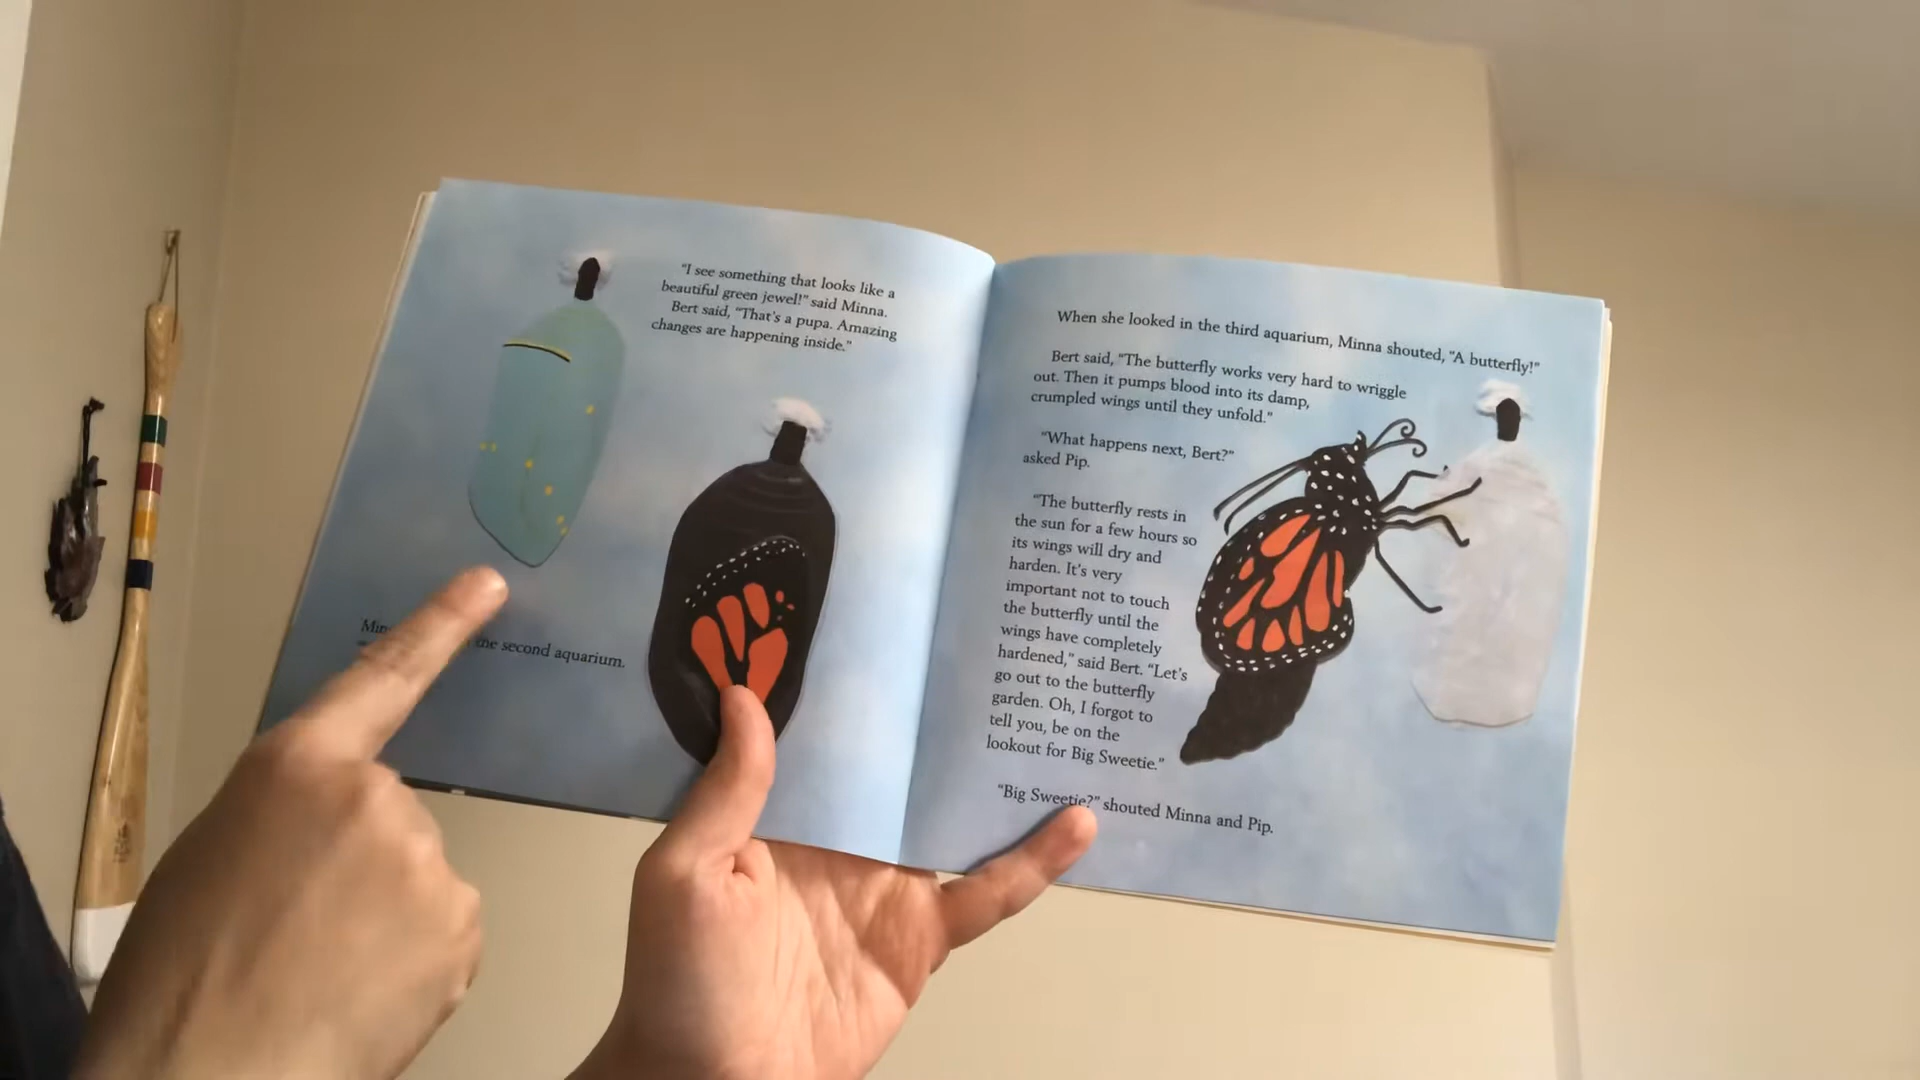 "I see something that looks like a
beautiful green jewel!" said Minna.
Bert said, "That's a pupa. Amazing
changes are happening inside."
the second aquarium.
When she looked in the third aquarium, Minna shouted, "A butterfly!"
Bert said, "The butterfly works very hard to wriggle
out. Then it pumps blood into its damp,
crumpled wings until they unfold."
"What happens next, Bert?"
asked Pip.
"The butterfly rests in
the sun for a few hours so
its wings will dry and
harden. It's very
important not to touch
the butterfly until the
wings have completely
hardened," said Bert. "Let's
go out to the butterfly
garden. Oh, I forgot to
tell you, be on the
lookout for Big Sweetie."
"Big Sweetie?" shouted Minna and Pip.